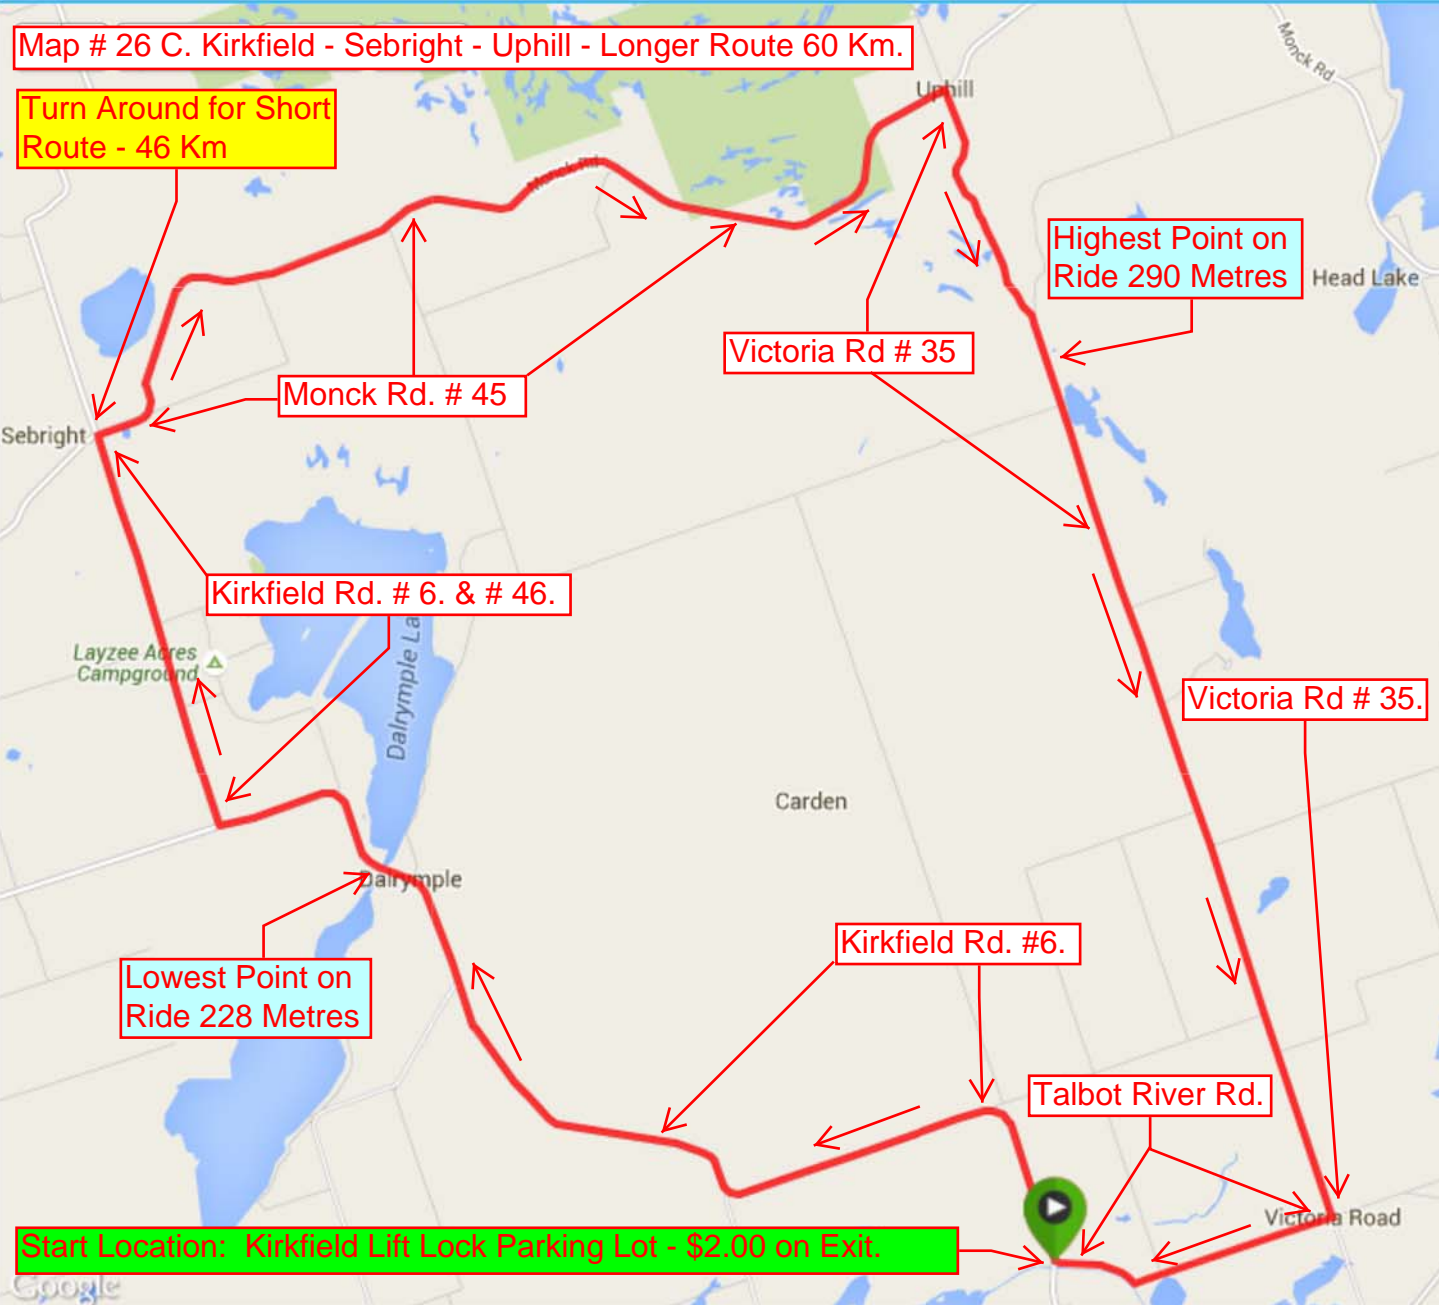 Map # 26 C. Kirkfield - Sebright - Uphill - Longer Route 60 Km.
Monck Rd
Uphill
Turn Around for Short
Route - 46 Km
Monck Rd
Highest Point on
Ride 290 Metres
Head Lake
Victoria Rd # 35
Monck Rd. # 45
Sebright
Kirkfield Rd. # 6. & # 46.
Layzee Acres
Campground
Dalrymple La
Victoria Rd # 35.
Carden
Dalrymple
Kirkfield Rd. #6.
Lowest Point on
Ride 228 Metres
Talbot River Rd.
Victoria Road
Start Location: Kirkfield Lift Lock Parking Lot - $2.00 on Exit.
Google